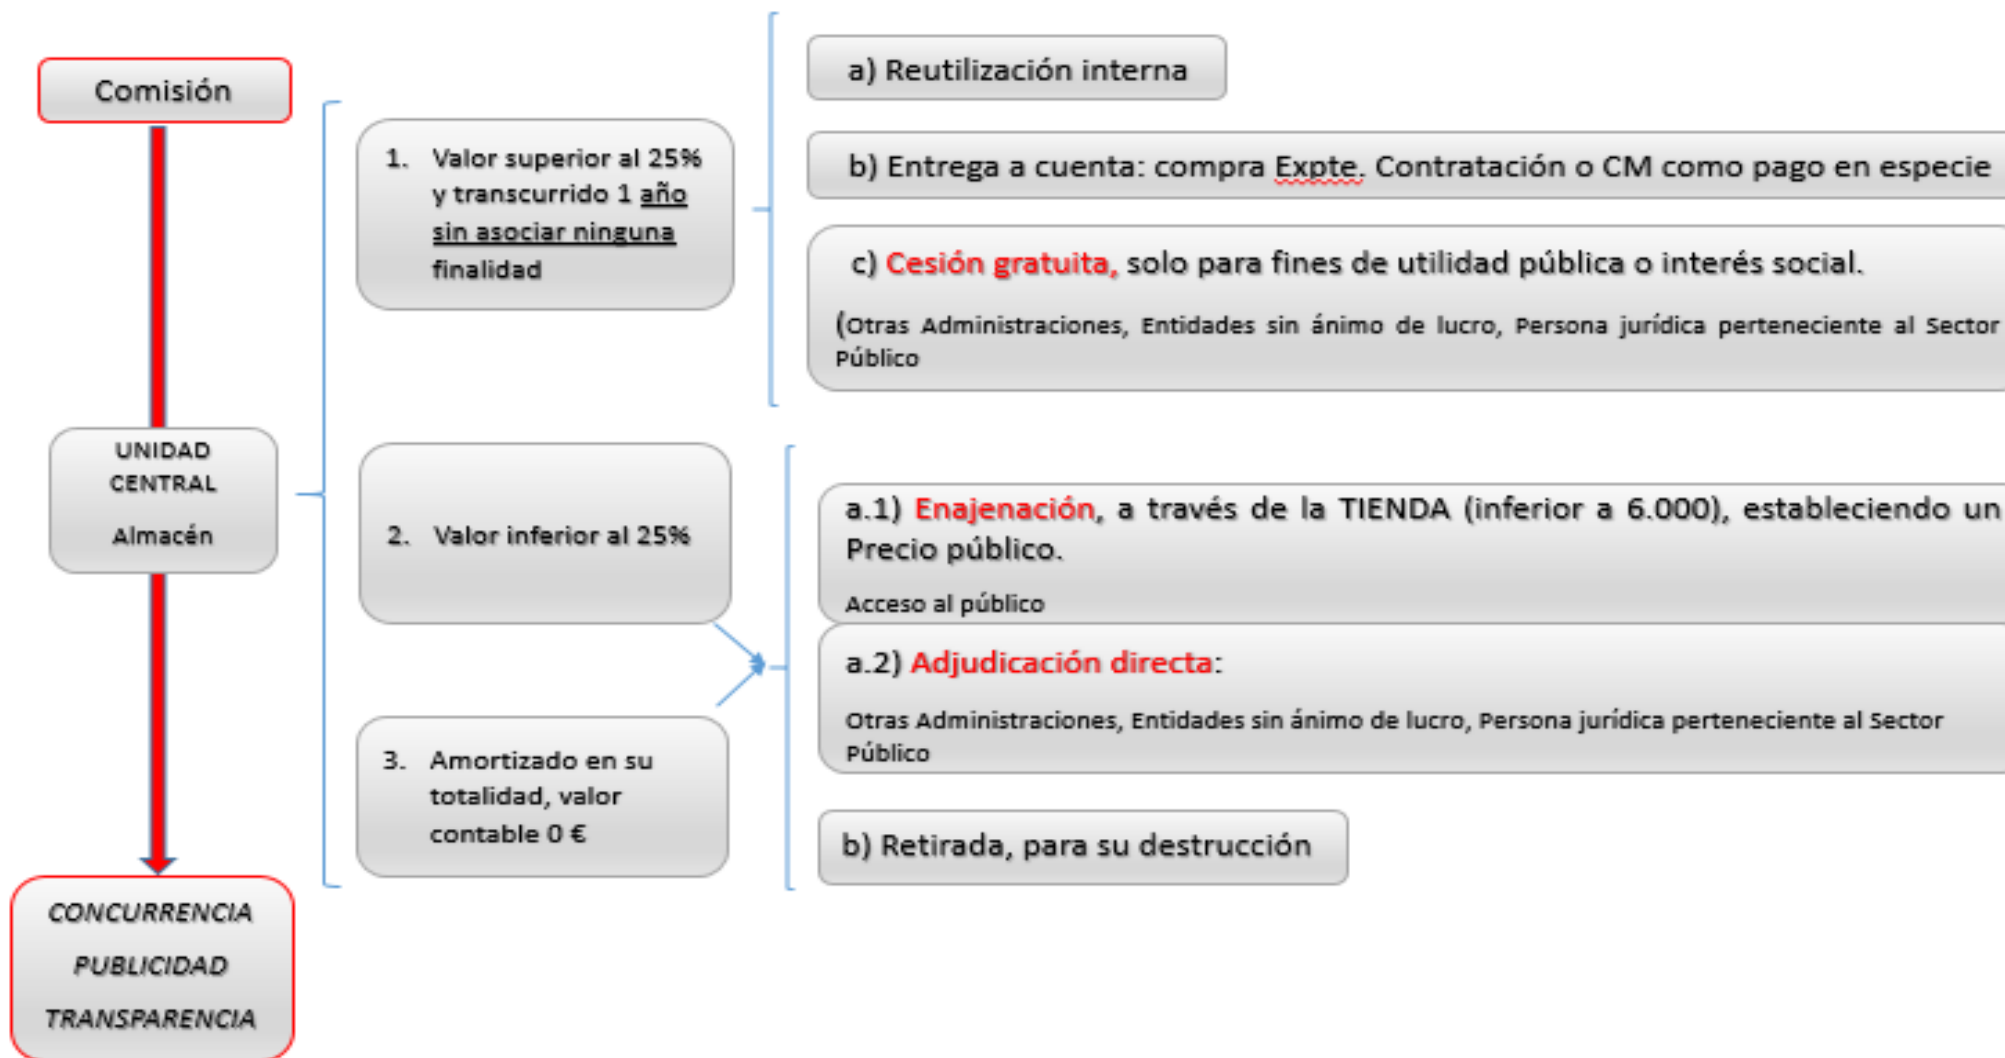 Comisión
UNIDAD
CENTRAL
Almacén
CONCURRENCIA
PUBLICIDAD
TRANSPARENCIA
1. Valor superior al 25%
y transcurrido 1 año
sin asociar ninguna
finalidad
2. Valor inferior al 25%
3. Amortizado en su
totalidad, valor
contable 0 €
a) Reutilización interna
b) Entrega a cuenta: compra Expte. Contratación o CM como pago en especie
c) Cesión gratuita, solo para fines de utilidad pública o interés social.
(Otras Administraciones, Entidades sin ánimo de lucro, Persona jurídica perteneciente al Sector
Público
a.1) Enajenación, a través de la TIENDA (inferior a 6.000), estableciendo un
Precio público.
Acceso al público
a.2) Adjudicación directa:
Otras Administraciones, Entidades sin ánimo de lucro, Persona jurídica perteneciente al Sector
Público
b) Retirada, para su destrucción